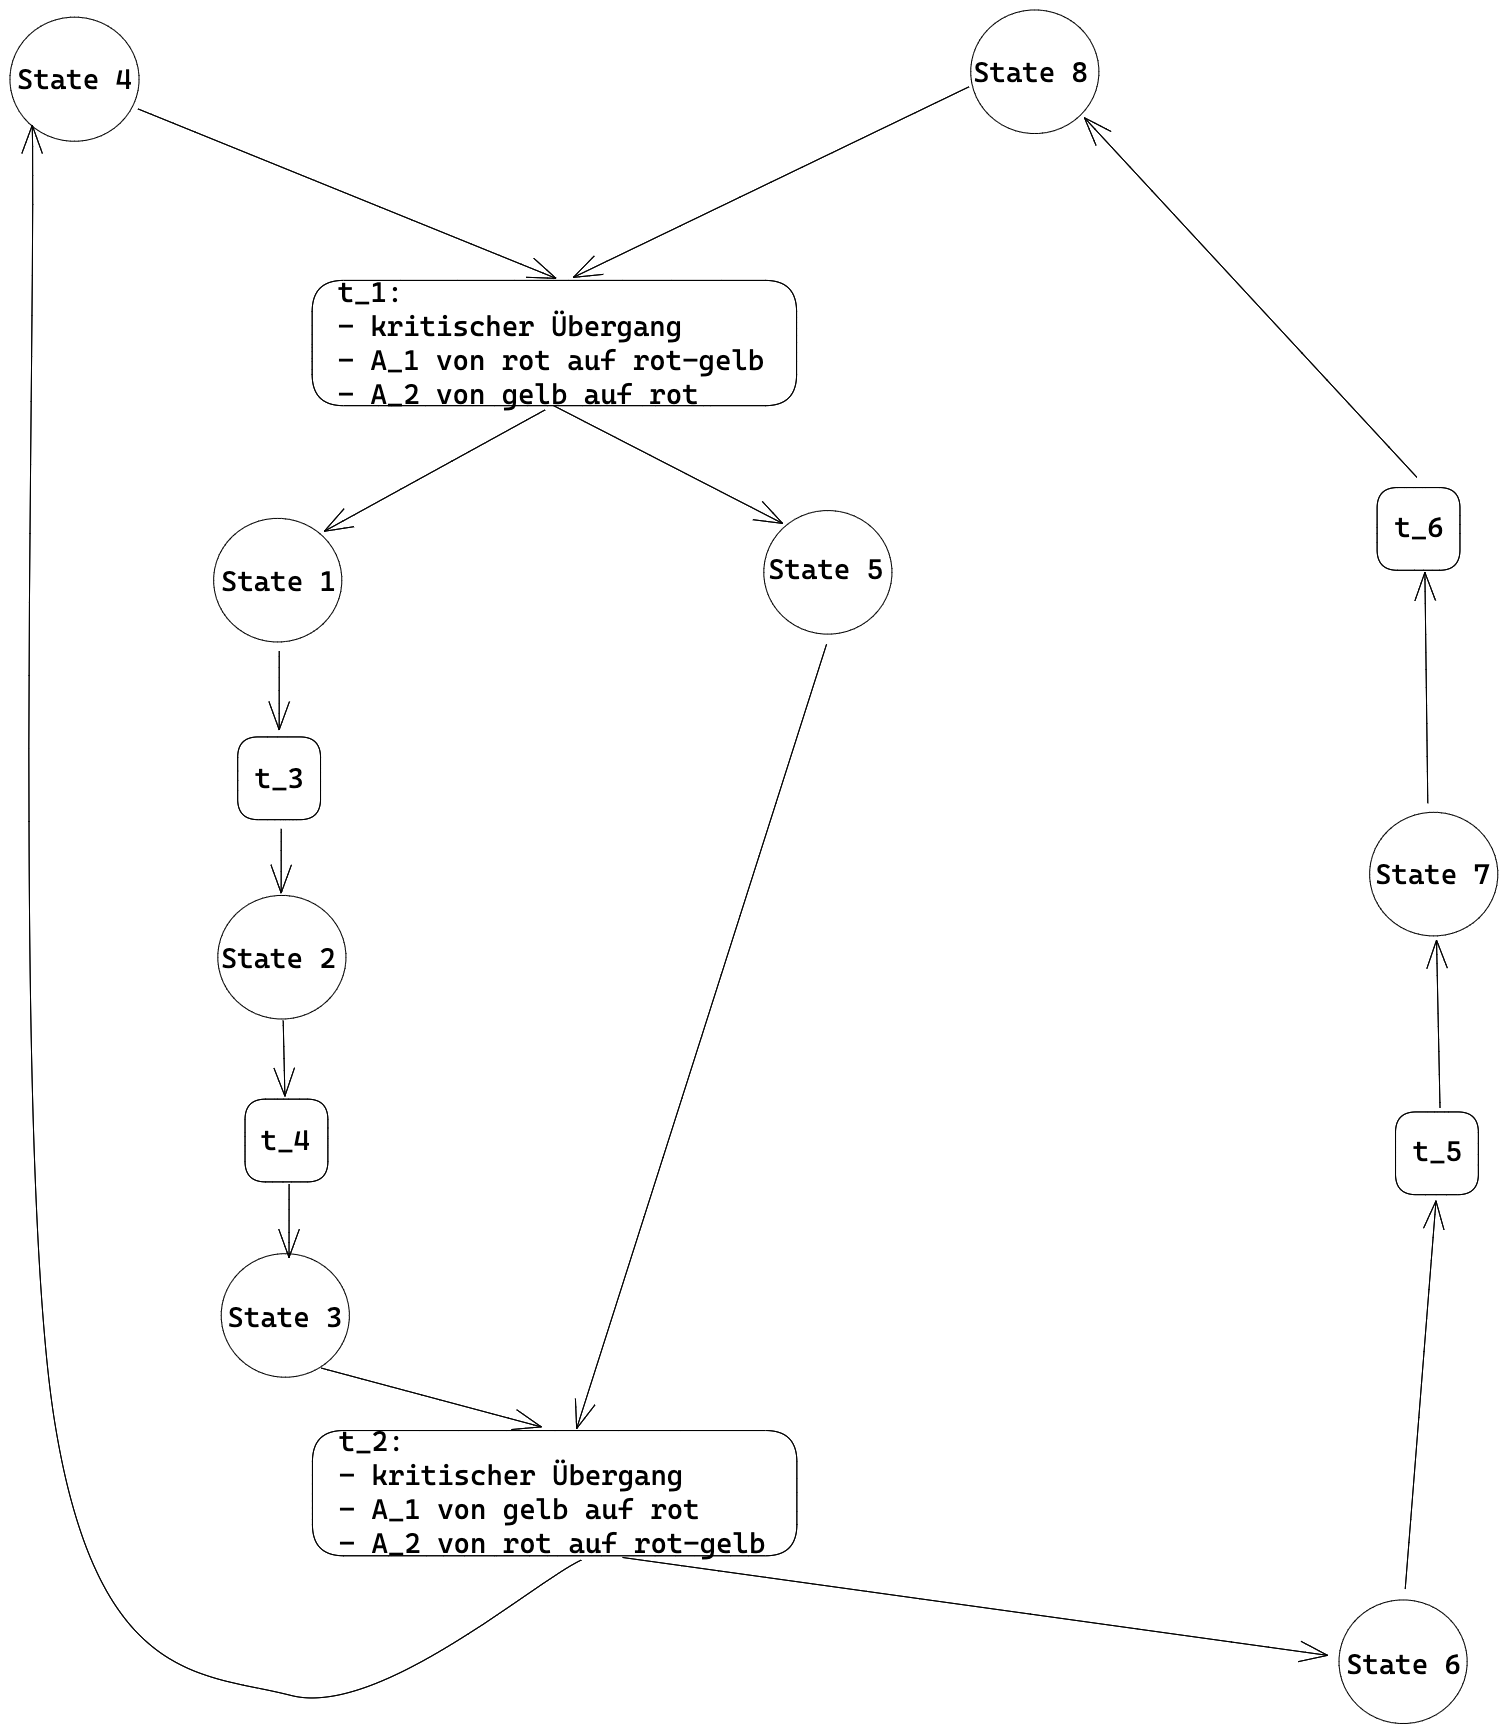 State 4
State 8
t_1:
- kritischer Übergang
- A_1 von rot auf rot-gelb
- A_2 von gelb auf rot
State 1
State 5
t_6
t_3
State 7
State 2
t_4
t_5
State 3
t_2:
- kritischer Übergang
- A_1 von gelb auf rot
- A_2 von rot auf rot-gelb
State 6